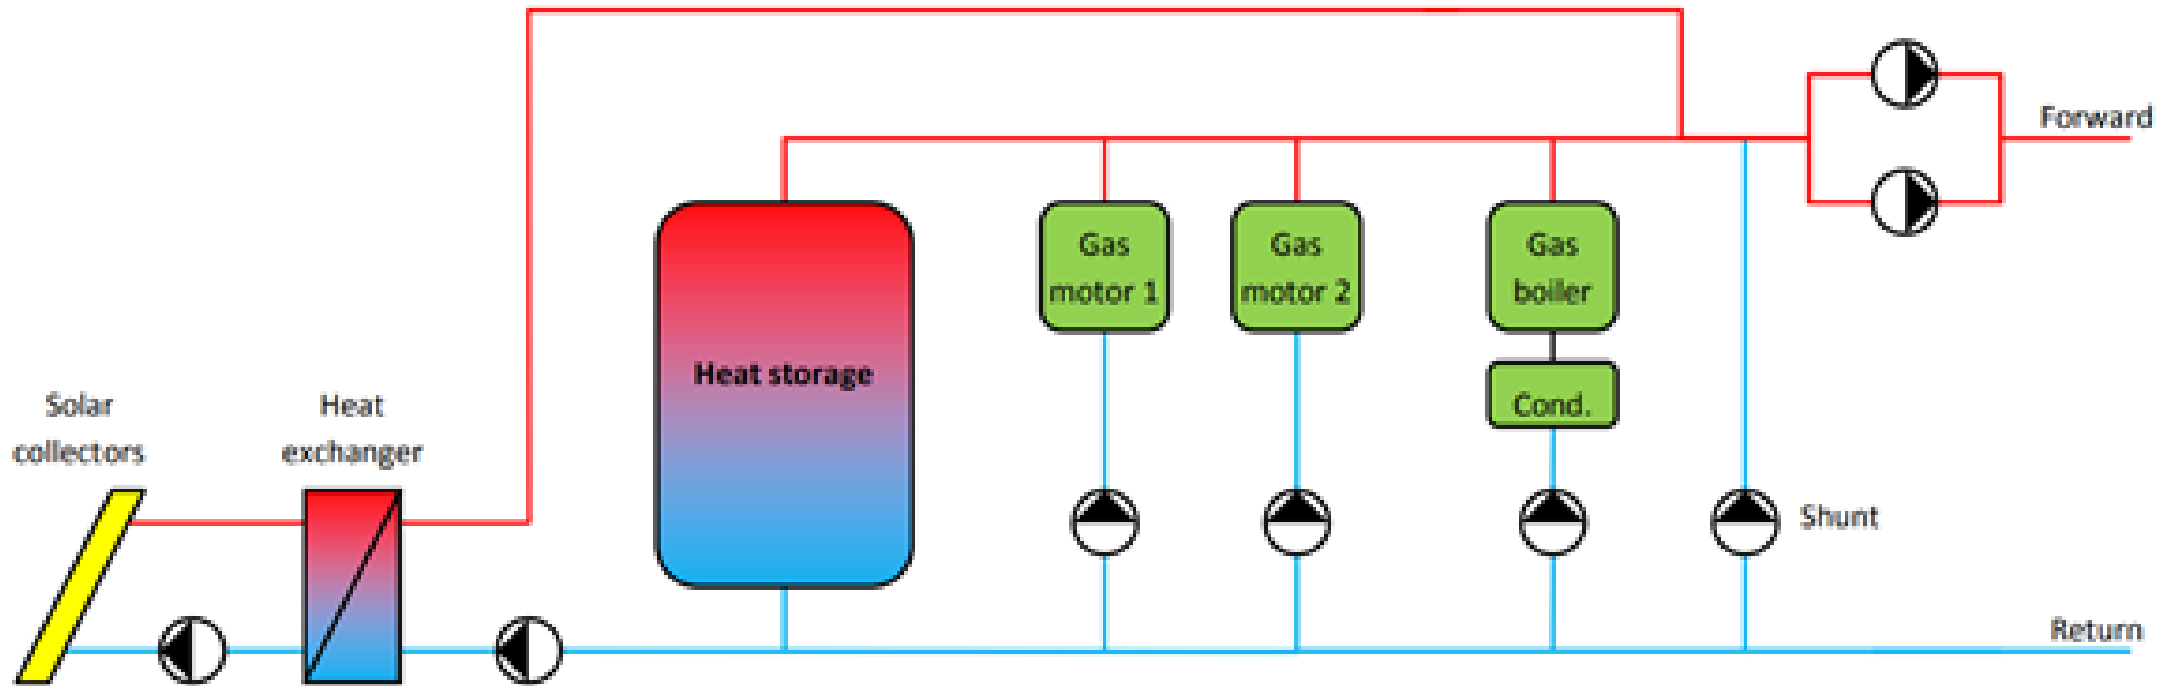 Forward
Gas
motor 1
Gas
motor 2
Gas
boiler
Heat storage
Cond.
Solar
collectors
Heat
exchanger
Shunt
Return